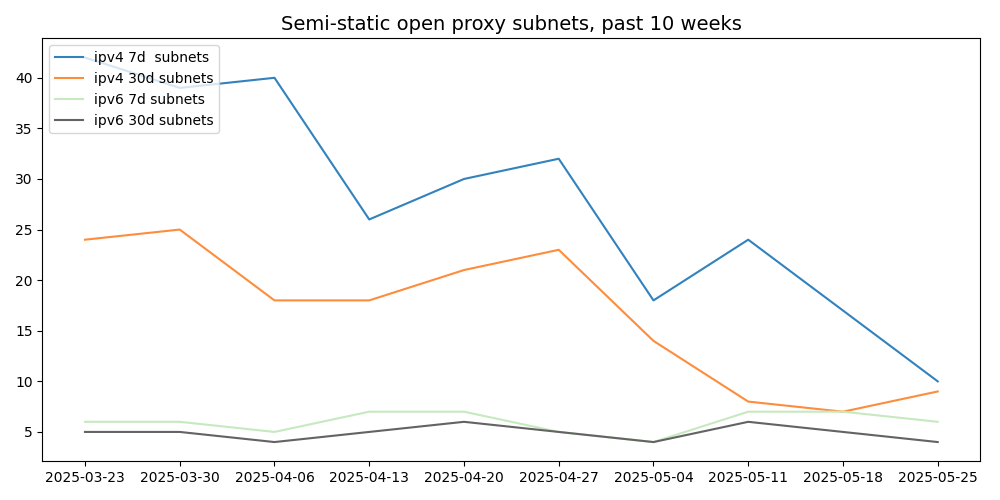 Semi-static open proxy subnets, past 10 weeks
ipv4 7d  subnets
ipv4 30d subnets
ipv6 7d subnets
ipv6 30d subnets
40
35
30
25
20
15
10
5
2025-03-23 2025-03-30 2025-04-06 2025-04-13 2025-04-20 2025-04-27 2025-05-04 2025-05-11 2025-05-18 2025-05-25